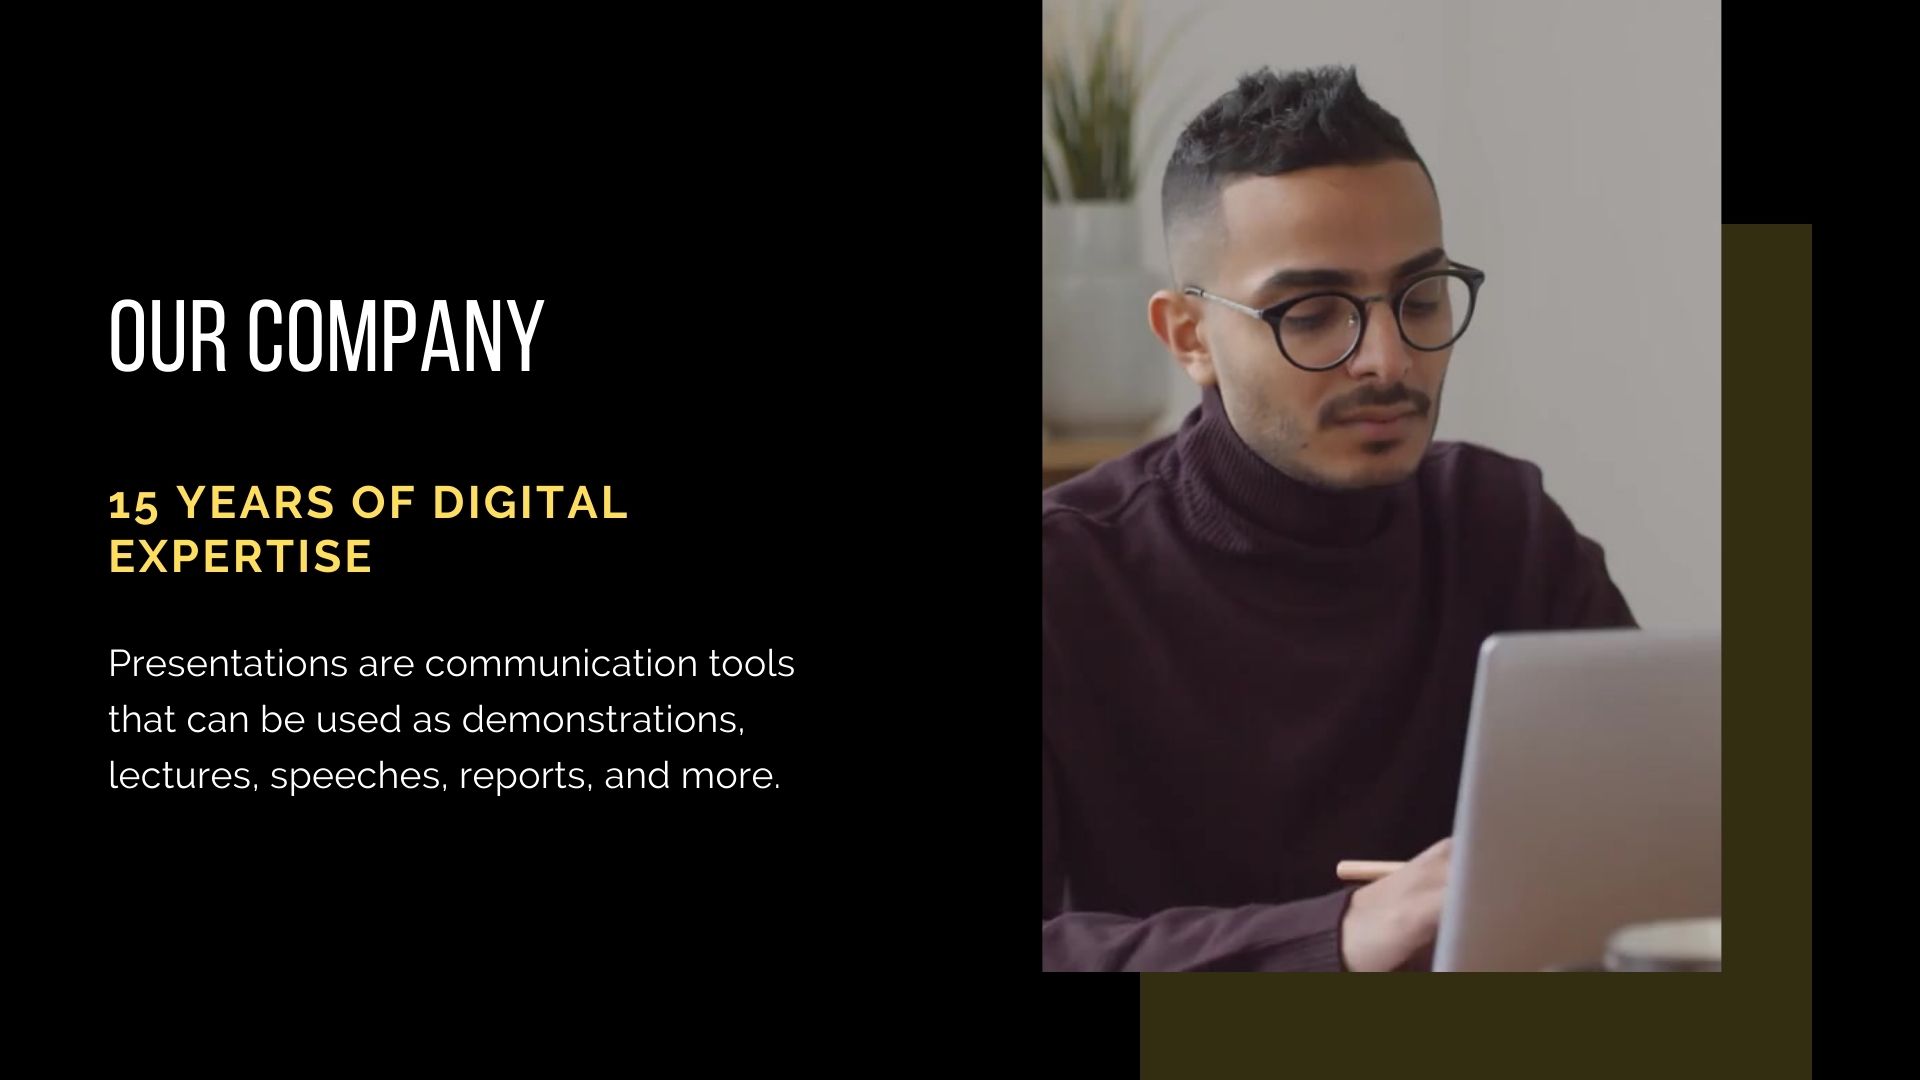 OUR COMPANY
15 YEARS OF DIGITAL
EXPERTISE
Presentations are communication tools
that can be used as demonstrations,
lectures, speeches, reports, and more.